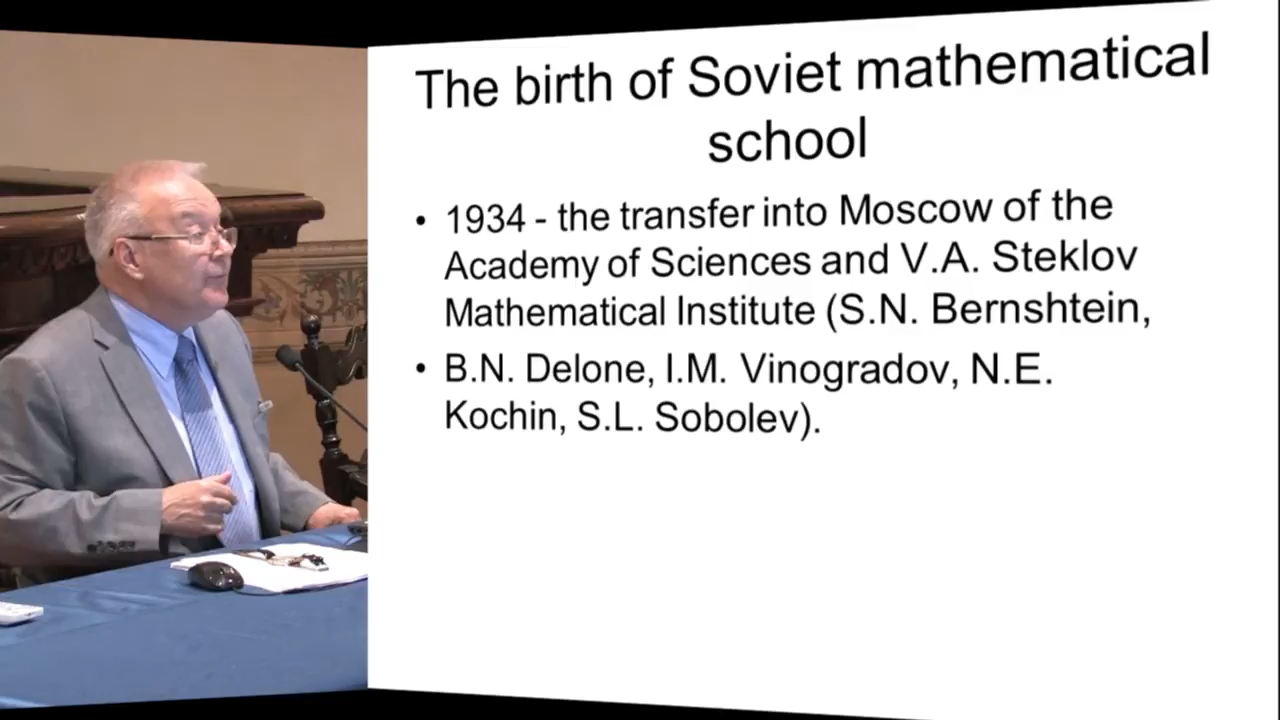 The birth of Soviet mathematical
school
• 1934 - the transfer into Moscow of the
Academy of Sciences and V.A. Steklov
Mathematical Institute (S.N. Bernshtein,
• B.N. Delone, I.M. Vinogradov, N.E.
Kochin, S.L. Sobolev).